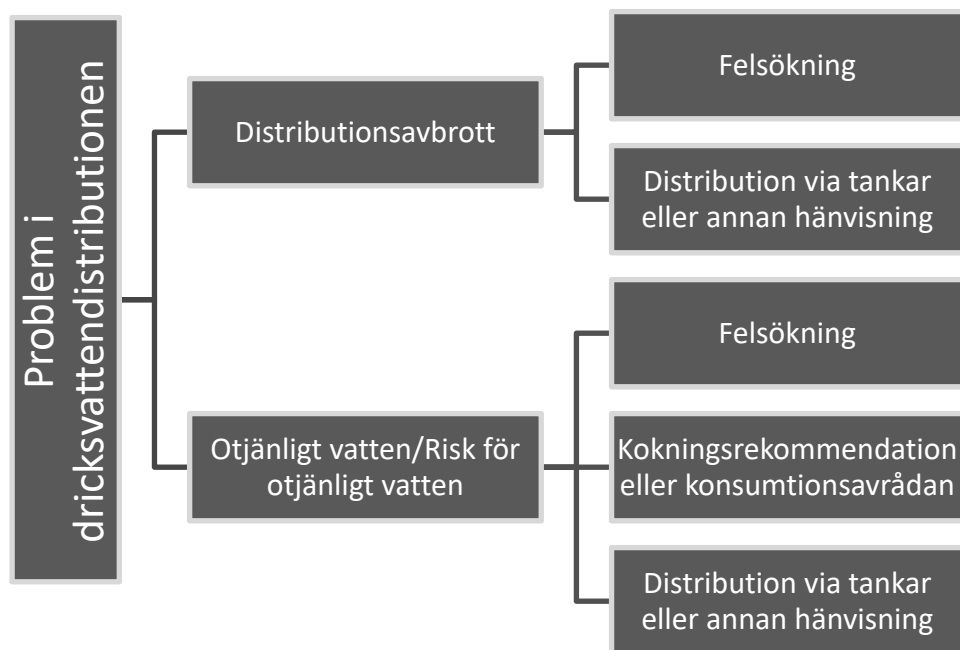 Problem i
dricksvattendistributionen
Distributionsavbrott
Felsökning
Distribution via tankar
eller annan hänvisning
Otjänligt vatten/Risk för
otjänligt vatten
Felsökning
Kokningsrekommendation
eller konsumtionsavrådan
Distribution via tankar
eller annan hänvisning